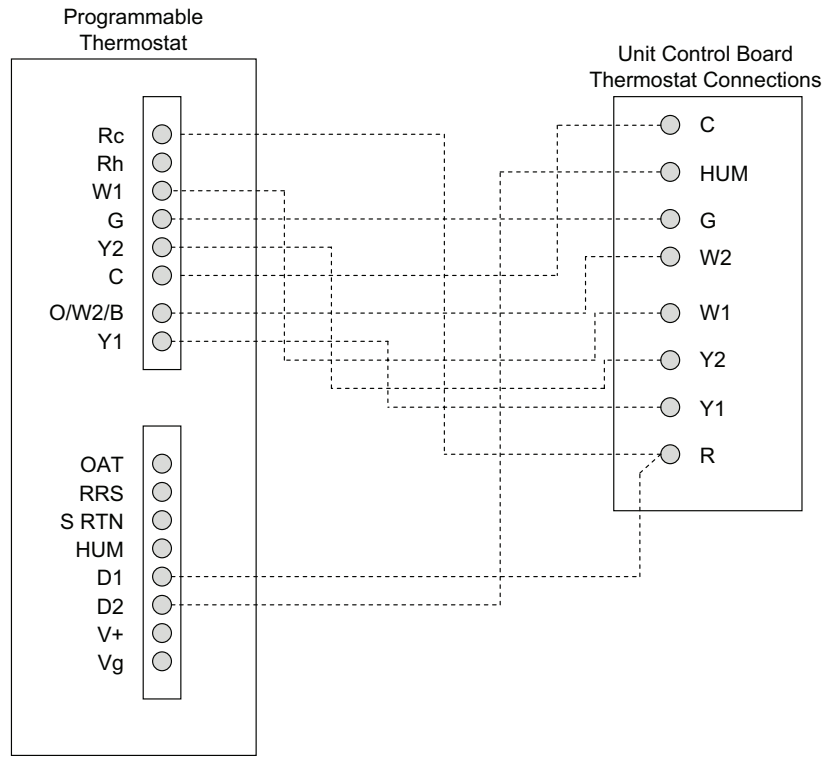 Programmable
Thermostat
Rc
Rh
W1
G
Y2
C
O/W2/B
Y1
OAT
RRS
S RTN
HUM
D1
D2
V+
Vg
Unit Control Board
Thermostat Connections
C
HUM
G
W2
W1
Y2
Y1
R